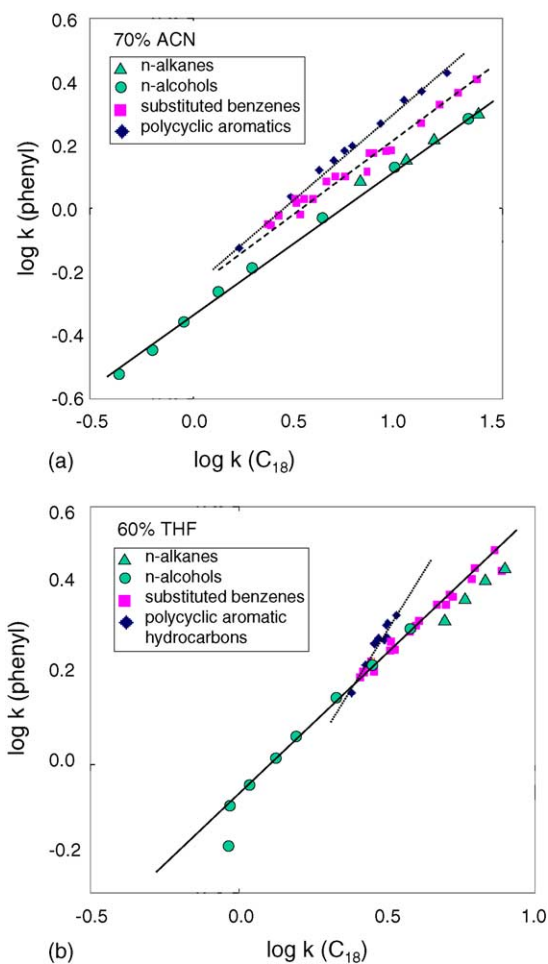 70% ACN
n-alkanes
n-alcohols
substituted benzenes
polycyclic aromatics
log k (phenyl)
0.6
0.4
0.2
0.0
-0.2
-0.4
-0.6
-0.5
0.0
0.5
1.0
1.5
(a)
log k (C18)
60% THF
n-alkanes
n-alcohols
substituted benzenes
polycyclic aromatic
hydrocarbons
log k (phenyl)
0.6
0.4
0.2
0.0
-0.2
-0.5
0.0
0.5
1.0
(b)
log k (C18)